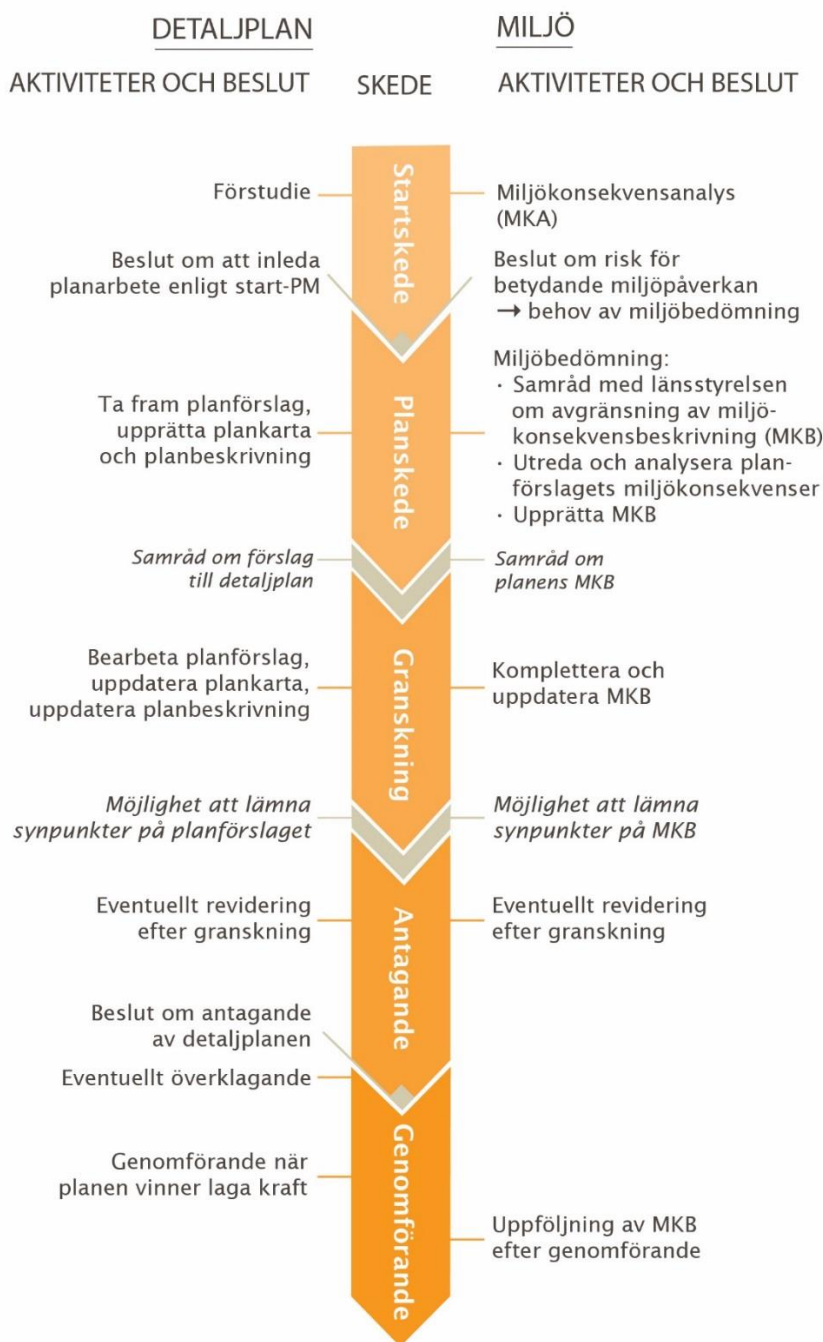 DETALJPLAN
MILJÖ
AKTIVITETER OCH BESLUT
SKEDE
AKTIVITETER OCH BESLUT
Startskede
Förstudie
Miljökonsekvensanalys
(MKA)
Beslut om att inleda
planarbete enligt start-PM
Beslut om risk för
betydande miljöpåverkan
→ behov av miljöbedömning
Planskede
Ta fram planförslag,
upprätta plankarta
och planbeskrivning
Miljöbedömning:
· Samråd med länsstyrelsen
om avgränsning av miljö-
konsekvensbeskrivning (MKB)
· Utreda och analysera plan-
förslagets miljökonsekvenser
· Upprätta MKB
Samråd om förslag
till detaljplan
Samråd om
planens MKB
Granskning
Bearbeta planförslag,
uppdatera plankarta,
uppdatera planbeskrivning
Komplettera och
uppdatera MKB
Möjlighet att lämna
synpunkter på planförslaget
Möjlighet att lämna
synpunkter på MKB
Antagande
Eventuellt revidering
efter granskning
Eventuellt revidering
efter granskning
Beslut om antagande
av detaljplanen
Eventuellt överklagande
Genomförande
Genomförande när
planen vinner laga kraft
Uppföljning av MKB
efter genomförande